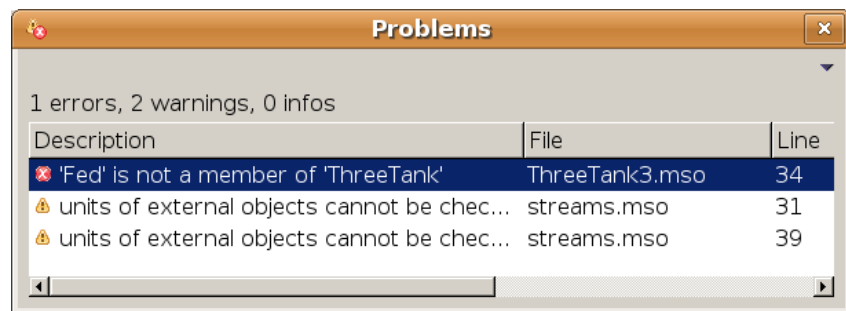 Problems
1 errors, 2 warnings, 0 infos
Description File Line
'Fed' is not a member of 'ThreeTank' ThreeTank3.mso 34
units of external objects cannot be chec... streams.mso 31
units of external objects cannot be chec... streams.mso 39